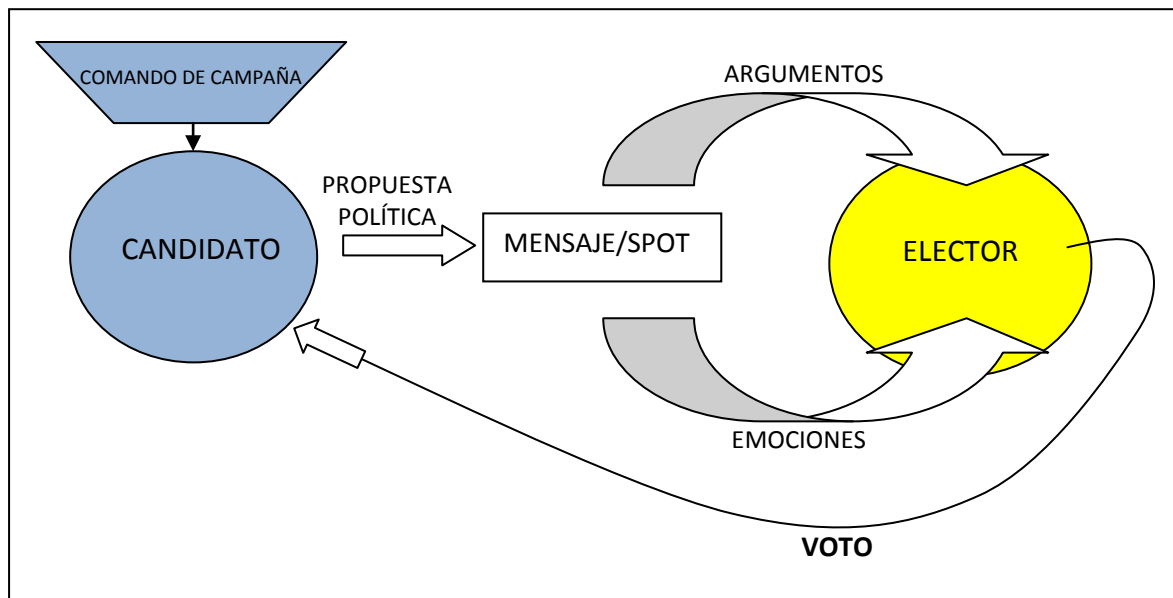 COMANDO DE CAMPAÑA
ARGUMENTOS
PROPUESTA
POLÍTICA
CANDIDATO
MENSAJE/SPOT
ELECTOR
EMOCIONES
VOTO